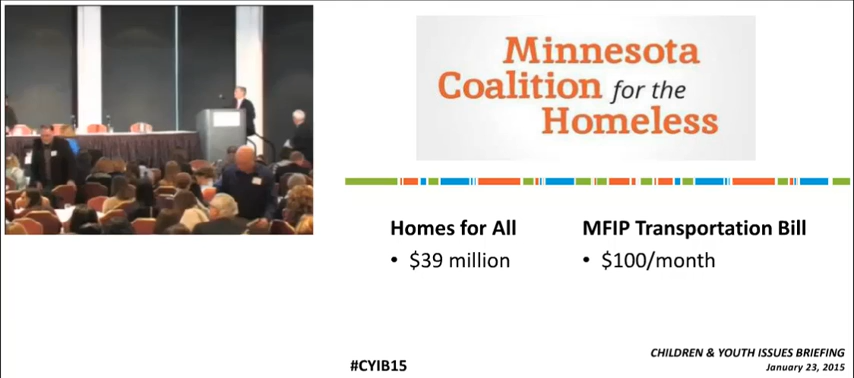 Minnesota
Coalition for the
Homeless
Homes for All
• $39 million
MFIP Transportation Bill
• $100/month
#CYIB15
CHILDREN & YOUTH ISSUES BRIEFING
January 23, 2015